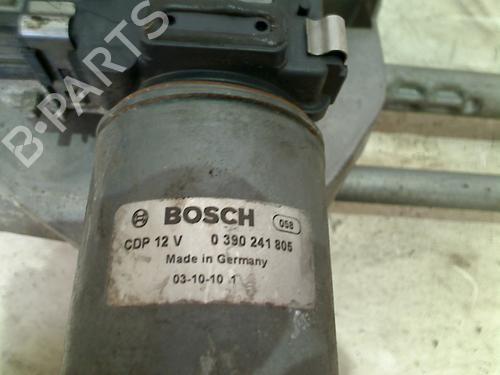 B-PARTS
BOSCH 058
CDP 12 V 0 390 241 805
Made in Germany
03-10-10 1